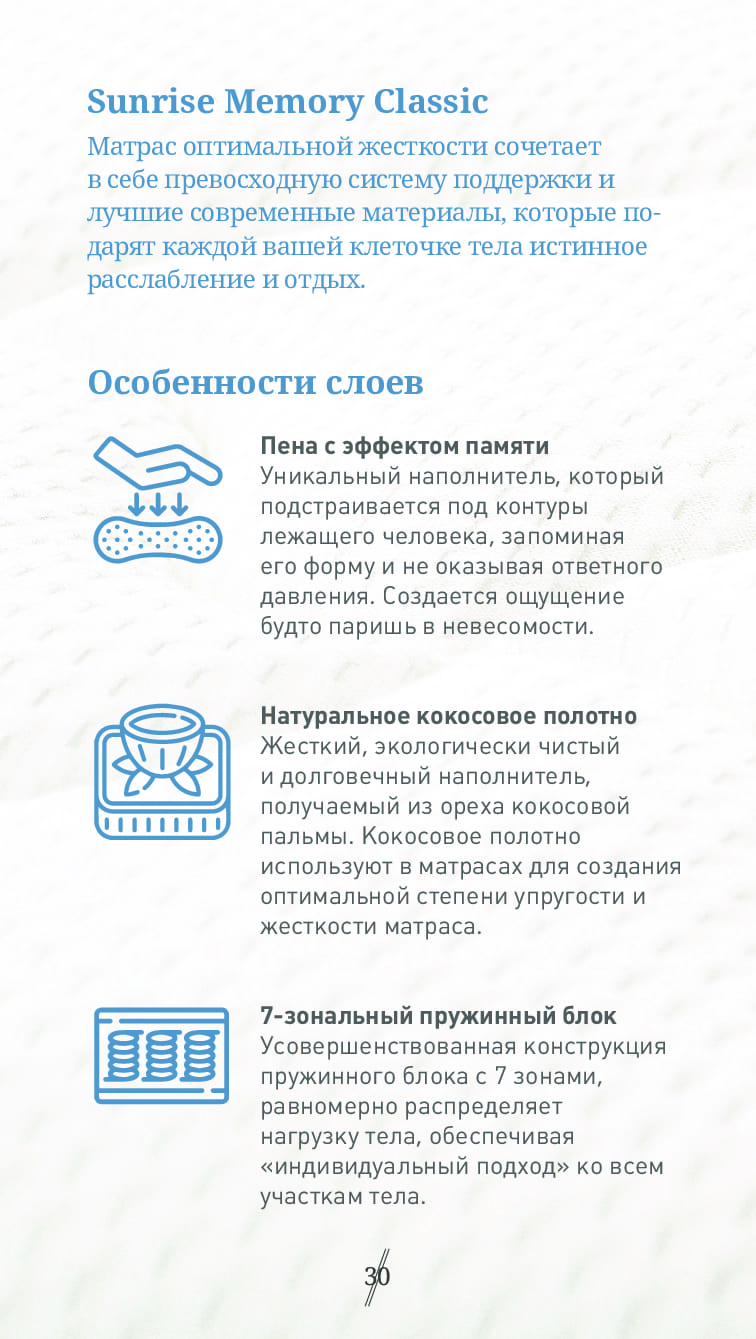 Sunrise Memory Classic
Матрас оптимальной жесткости сочетает
в себе превосходную систему поддержки и
лучшие современные материалы, которые по-
дарят каждой вашей клеточке тела истинное
расслабление и отдых.
Особенности слоев
Пена с эффектом памяти
Уникальный наполнитель, который
подстраивается под контуры
лежащего человека, запоминая
его форму и не оказывая ответного
давления. Создается ощущение
будто паришь в невесомости.
Натуральное кокосовое полотно
Жесткий, экологически чистый
и долговечный наполнитель,
получаемый из ореха кокосовой
пальмы. Кокосовое полотно
используют в матрасах для создания
оптимальной степени упругости и
жесткости матраса.
7-зональный пружинный блок
Усовершенствованная конструкция
пружинного блока с 7 зонами,
равномерно распределяет
нагрузку тела, обеспечивая
«индивидуальный подход» ко всем
участкам тела.
30